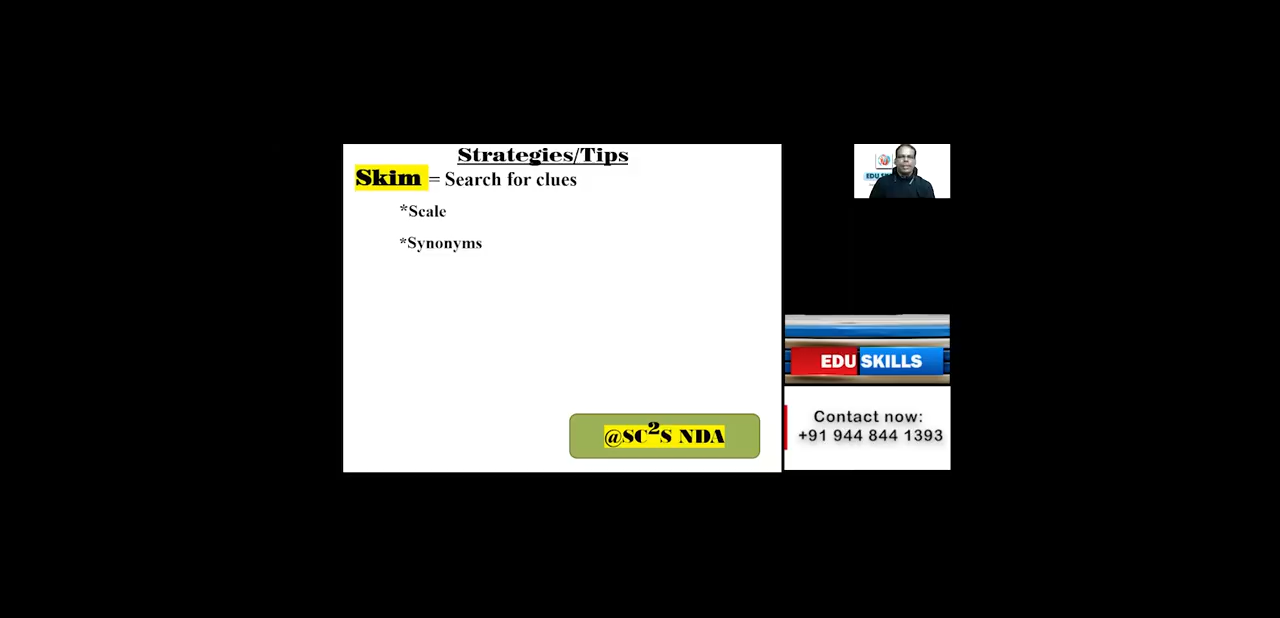 Strategies/Tips
Skim = Search for clues
*Scale
*Synonyms
@SC²S NDA
EDU SKILLS
Contact now:
+91 944 844 1393